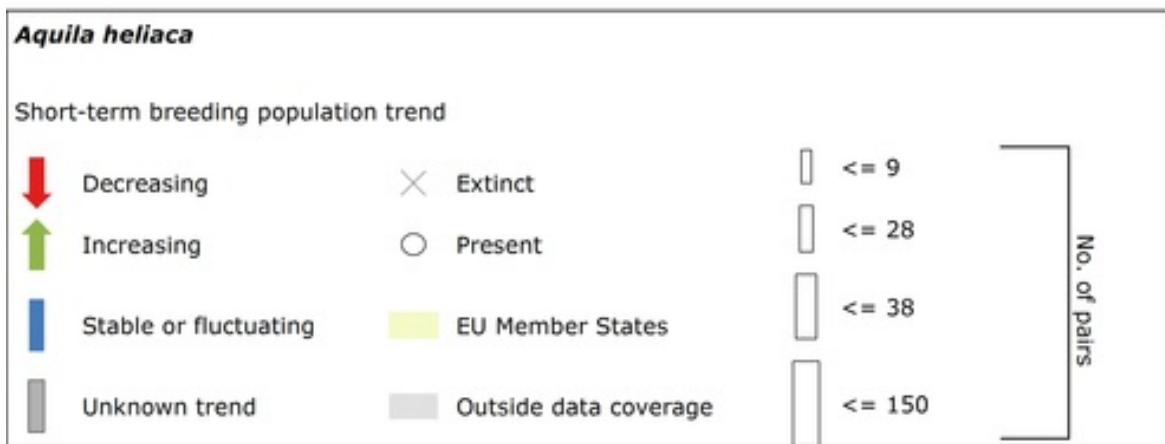 Aquila heliaca
Short-term breeding population trend
Decreasing
Extinct
<= 9
Increasing
Present
<= 28
Stable or fluctuating
EU Member States
<= 38
Unknown trend
Outside data coverage
<= 150
No. of pairs